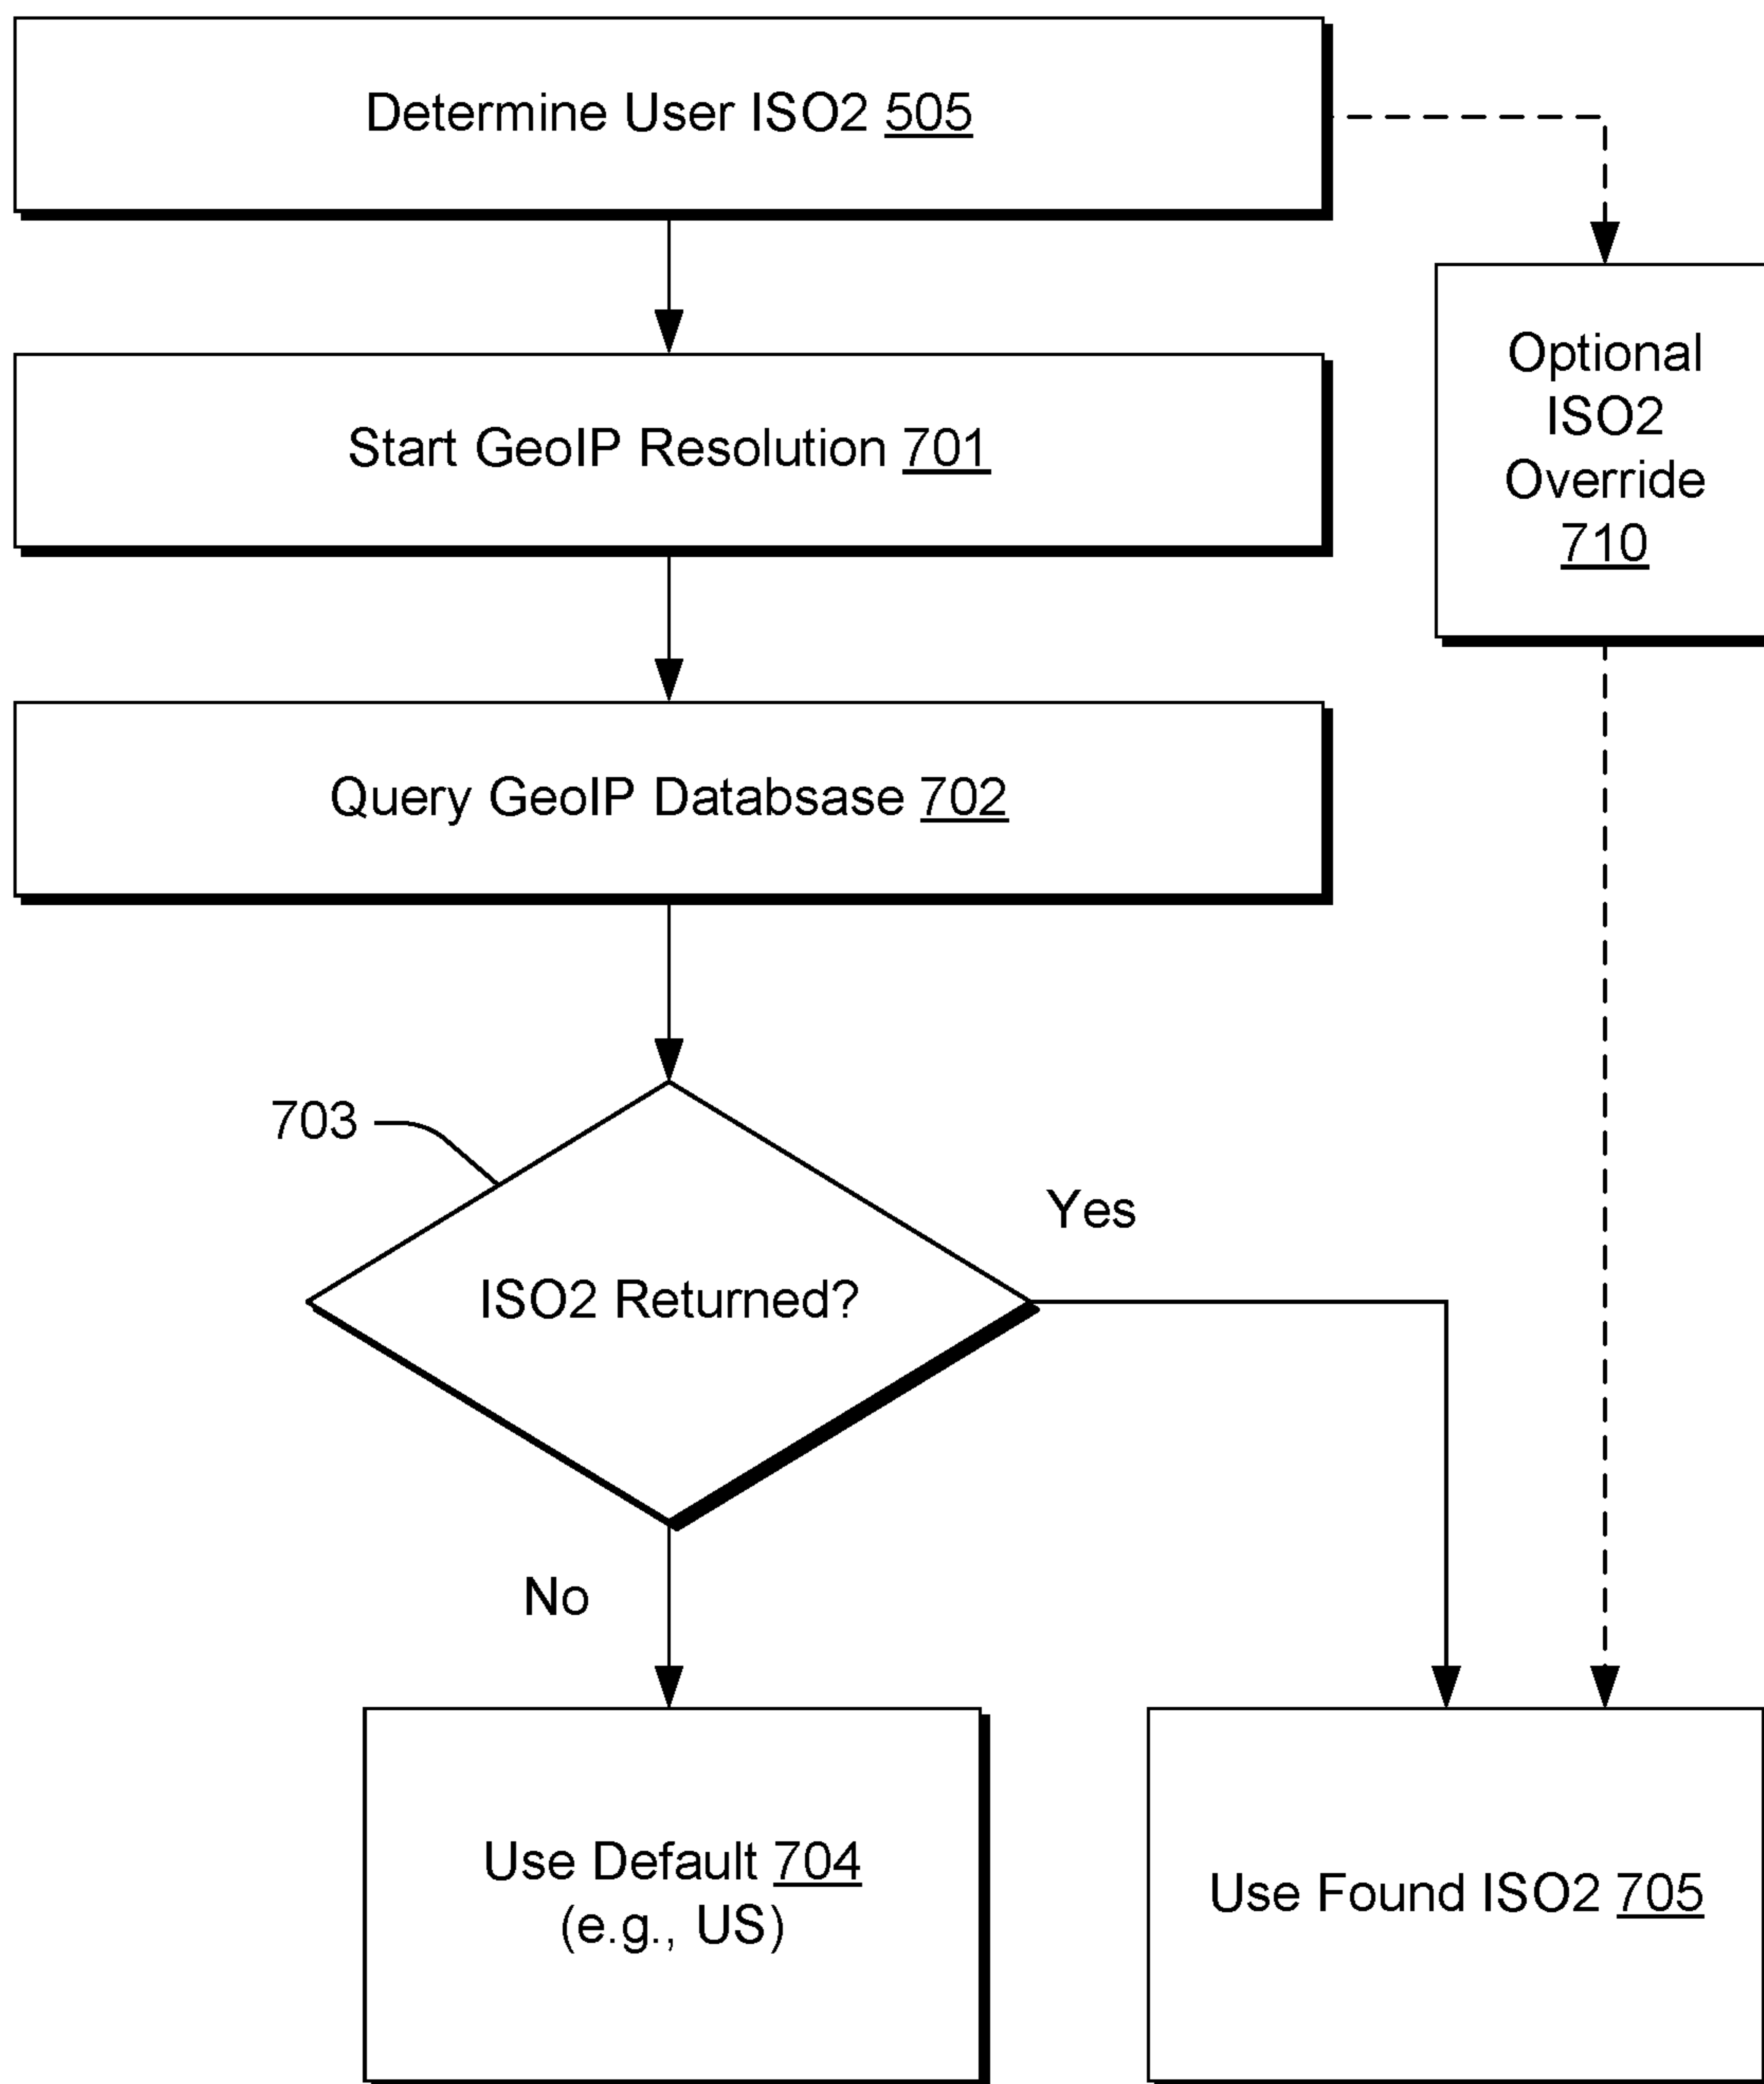 Determine User ISO2 505
Optional
ISO2
Override
710
Start GeoIP Resolution 701
Query GeoIP Databsase 702
703
Yes
ISO2 Returned?
No
Use Default 704
(e.g., US)
Use Found ISO2 705